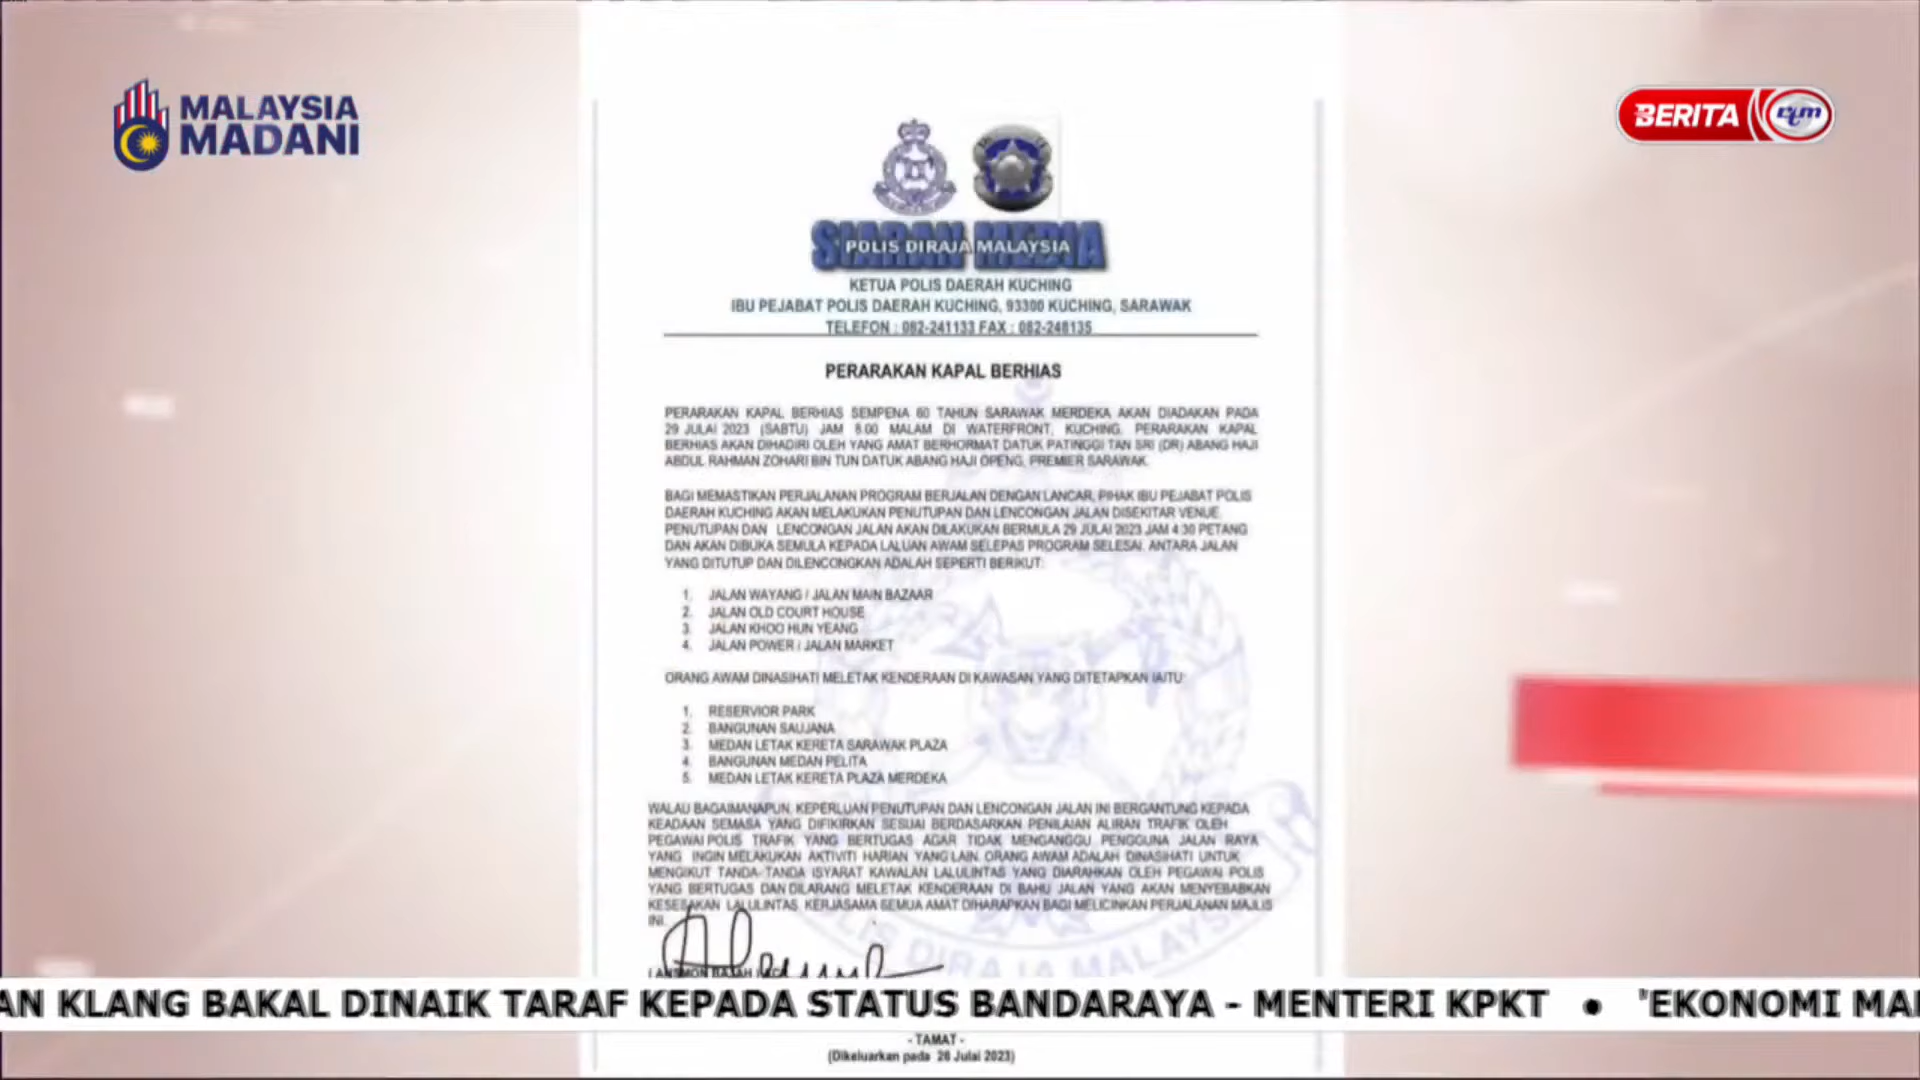 MALAYSIA
MADANI
BERITA rtm
SIARAN MEDIA
POLIS DIRAJA MALAYSIA
KETUA POLIS DAERAH KUCHING
IBU PEJABAT POLIS DAERAH KUCHING, 93300 KUCHING, SARAWAK
TELEFON : 082-241133 FAX : 082-248135
PERARAKAN KAPAL BERHIAS
PERARAKAN KAPAL BERHIAS SEMPENA 60 TAHUN SARAWAK MERDEKA AKAN DIADAKAN PADA
29 JULAI 2023 (SABTU) JAM 8.00 MALAM DI WATERFRONT, KUCHING. PERARAKAN KAPAL
BERHIAS AKAN DIHADIRI OLEH YANG AMAT BERHORMAT DATUK PATINGGI TAN SRI (DR) ABANG HAJI
ABDUL RAHMAN ZOHARI BIN TUN DATUK ABANG HAJI OPENG, PREMIER SARAWAK.
BAGI MEMASTIKAN PERJALANAN PROGRAM BERJALAN DENGAN LANCAR, PIHAK IBU PEJABAT POLIS
DAERAH KUCHING AKAN MELAKUKAN PENUTUPAN DAN LENCONGAN JALAN DISEKITAR VENUE.
PENUTUPAN DAN LENCONGAN JALAN AKAN DILAKUKAN BERMULA 29 JULAI 2023 JAM 4:30 PETANG
DAN AKAN DIBUKA SEMULA KEPADA LALUAN AWAM SELEPAS PROGRAM SELESAI. ANTARA JALAN
YANG DITUTUP DAN DILENCONGKAN ADALAH SEPERTI BERIKUT:
1. JALAN WAYANG / JALAN MAIN BAZAAR
2. JALAN OLD COURT HOUSE
3. JALAN KHOO HUN YEANG
4. JALAN POWER / JALAN MARKET
ORANG AWAM DINASIHATI MELETAK KENDERAAN DI KAWASAN YANG DITETAPKAN IAITU:
1. RESERVIOR PARK
2. BANGUNAN SAUJANA
3. MEDAN LETAK KERETA SARAWAK PLAZA
4. BANGUNAN MEDAN PELITA
5. MEDAN LETAK KERETA PLAZA MERDEKA
WALAU BAGAIMANAPUN, KEPERLUAN PENUTUPAN DAN LENCONGAN JALAN INI BERGANTUNG KEPADA
KEADAAN SEMASA YANG DIFIKIRKAN SESUAI BERDASARKAN PENILAIAN ALIRAN TRAFIK OLEH
PEGAWAI POLIS TRAFIK YANG BERTUGAS AGAR TIDAK MENGANGGU PENGGUNA JALAN RAYA
YANG INGIN MELAKUKAN AKTIVITI HARIAN YANG LAIN. ORANG AWAM ADALAH DINASIHATI UNTUK
MENGIKUT TANDA-TANDA ISYARAT KAWALAN LALULINTAS YANG DIARAHKAN OLEH PEGAWAI POLIS
YANG BERTUGAS DAN DILARANG MELETAK KENDERAAN DI BAHU JALAN YANG AKAN MENYEBABKAN
KESESAKAN LALULINTAS. KERJASAMA SEMUA AMAT DIHARAPKAN BAGI MELICINKAN PERJALANAN MAJLIS
INI.
POLIS DIRAJA MALAYSIA
AN KLANG BAKAL DINAIK TARAF KEPADA STATUS BANDARAYA - MENTERI KPKT • 'EKONOMI MA
- TAMAT -
(Dikeluarkan pada 26 Julai 2023)